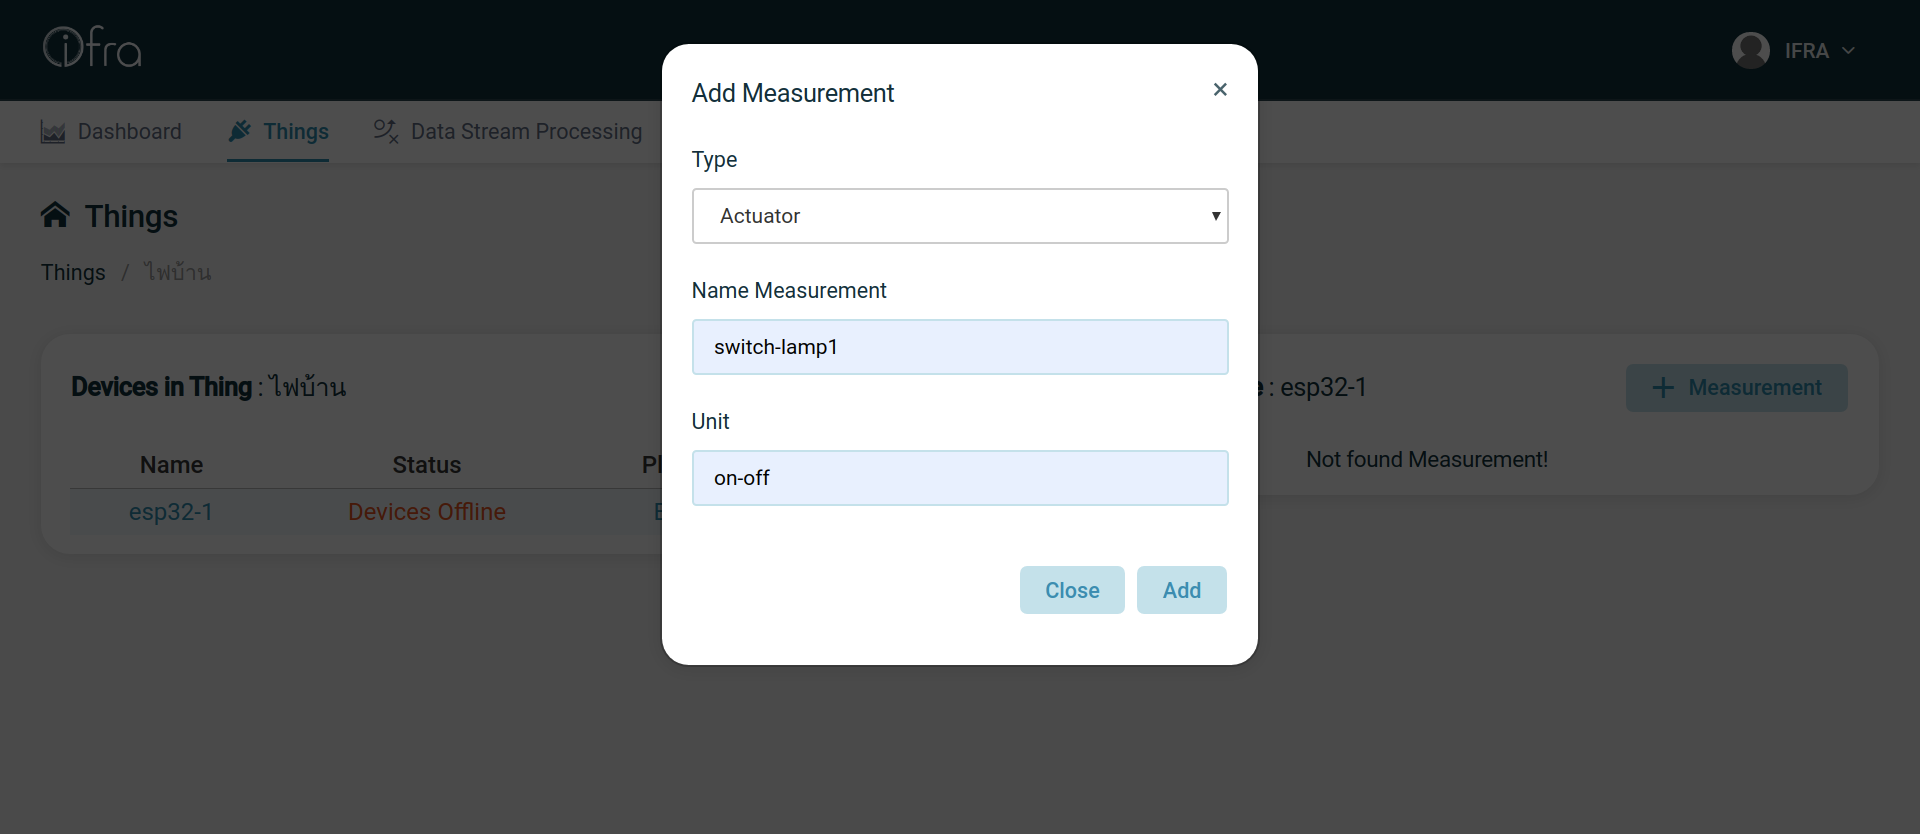 ifra
IFRA
Dashboard
Things
Data Stream Processing
Things
Things / ไฟบ้าน
Devices in Thing : ไฟบ้าน
Name Status
esp32-1 Devices Offline
Add Measurement ×
Type
Actuator
Name Measurement
switch-lamp1
Unit
on-off
Close
Add
: esp32-1
+ Measurement
Not found Measurement!